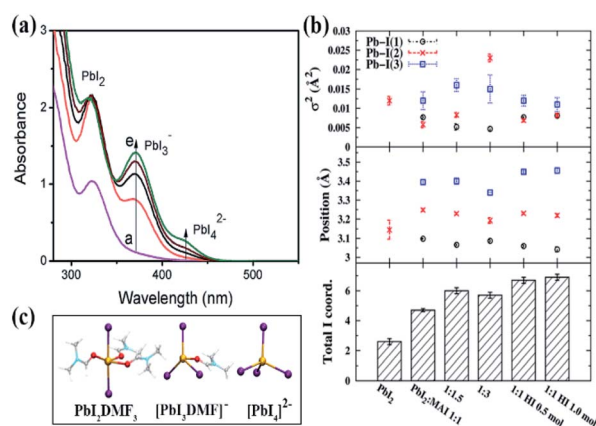 (a)
3
2
1
0
Absorbance
300
400
500
Wavelength (nm)
PbI2
PbI3-
PbI42-
e
a
(b)
Pb-I(1)
Pb-I(2)
Pb-I(3)
0.03
0.025
0.02
0.015
0.01
0.005
0
σ² (Å²)
3.5
3.4
3.3
3.2
3.1
3
Position (Å)
6
4
2
0
Total I coord.
PbI2
PbI2:MAI 1:1
1:1.5
1:3
1:1 HI 0.5 mol
1:1 HI 1.0 mol
(c)
PbI2DMF3
[PbI3DMF]-
[PbI4]2-